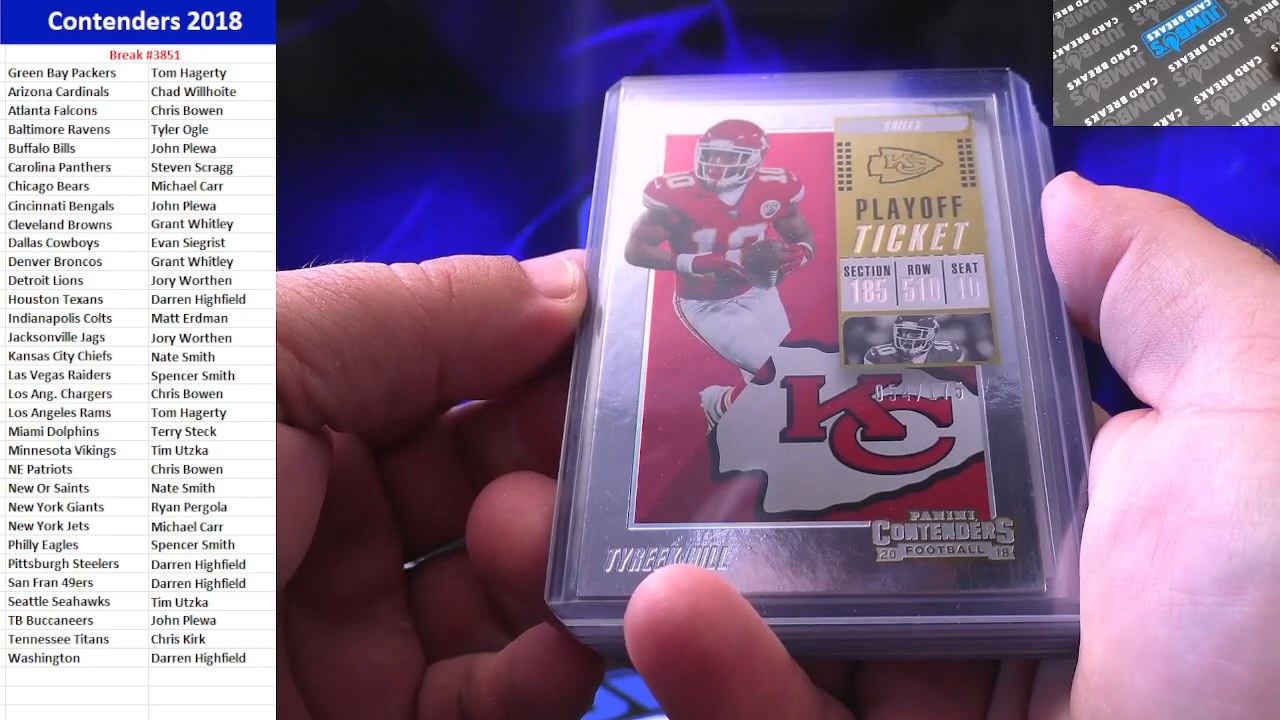 Contenders 2018
Break #3851
Green Bay Packers Tom Hagerty
Arizona Cardinals Chad Willhoite
Atlanta Falcons Chris Bowen
Baltimore Ravens Tyler Ogle
Buffalo Bills John Plewa
Carolina Panthers Steven Scragg
Chicago Bears Michael Carr
Cincinnati Bengals John Plewa
Cleveland Browns Grant Whitley
Dallas Cowboys Evan Siegrist
Denver Broncos Grant Whitley
Detroit Lions Jory Worthen
Houston Texans Darren Highfield
Indianapolis Colts Matt Erdman
Jacksonville Jags Jory Worthen
Kansas City Chiefs Nate Smith
Las Vegas Raiders Spencer Smith
Los Ang. Chargers Chris Bowen
Los Angeles Rams Tom Hagerty
Miami Dolphins Terry Steck
Minnesota Vikings Tim Utzka
NE Patriots Chris Bowen
New Or Saints Nate Smith
New York Giants Ryan Pergola
New York Jets Michael Carr
Philly Eagles Spencer Smith
Pittsburgh Steelers Darren Highfield
San Fran 49ers Darren Highfield
Seattle Seahawks Tim Utzka
TB Buccaneers John Plewa
Tennessee Titans Chris Kirk
Washington Darren Highfield
CHIEFS
KC
PLAYOFF
TICKET
SECTION ROW SEAT
185 510 10
10
10
10
054/175
KC
PANINI
CONTENDERS
20 FOOTBALL 18
TYREEK HILL
JUMBO'S
CARD BREAKS